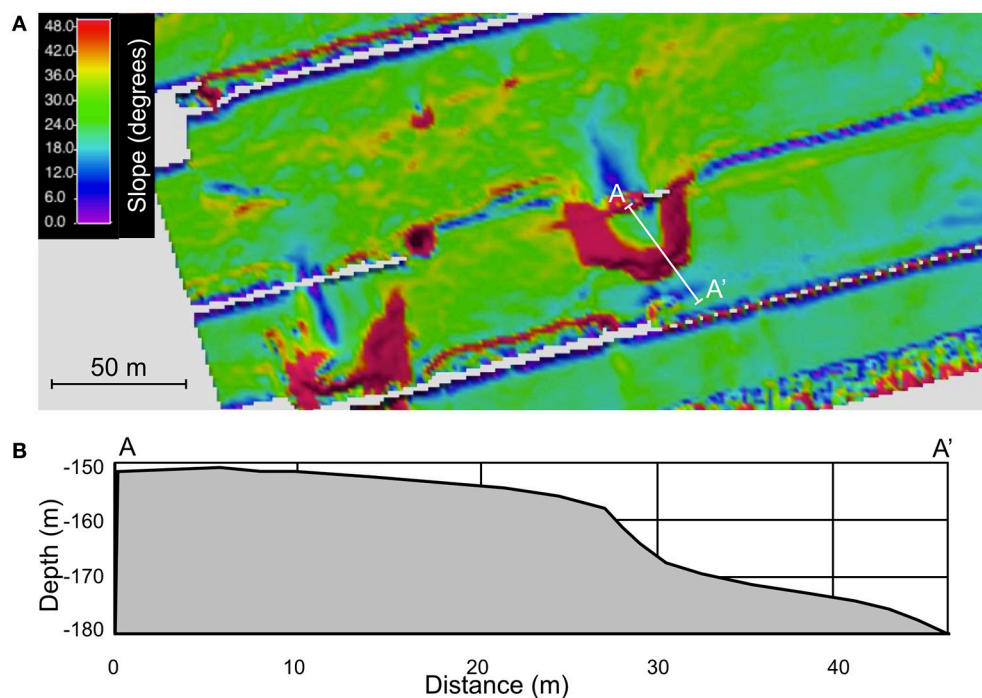 A
48.0
42.0
36.0
30.0
24.0
18.0
12.0
6.0
0.0
Slope (degrees)
A
A’
50 m
B
A
A’
-150
-160
-170
-180
Depth (m)
0
10
20
30
40
Distance (m)